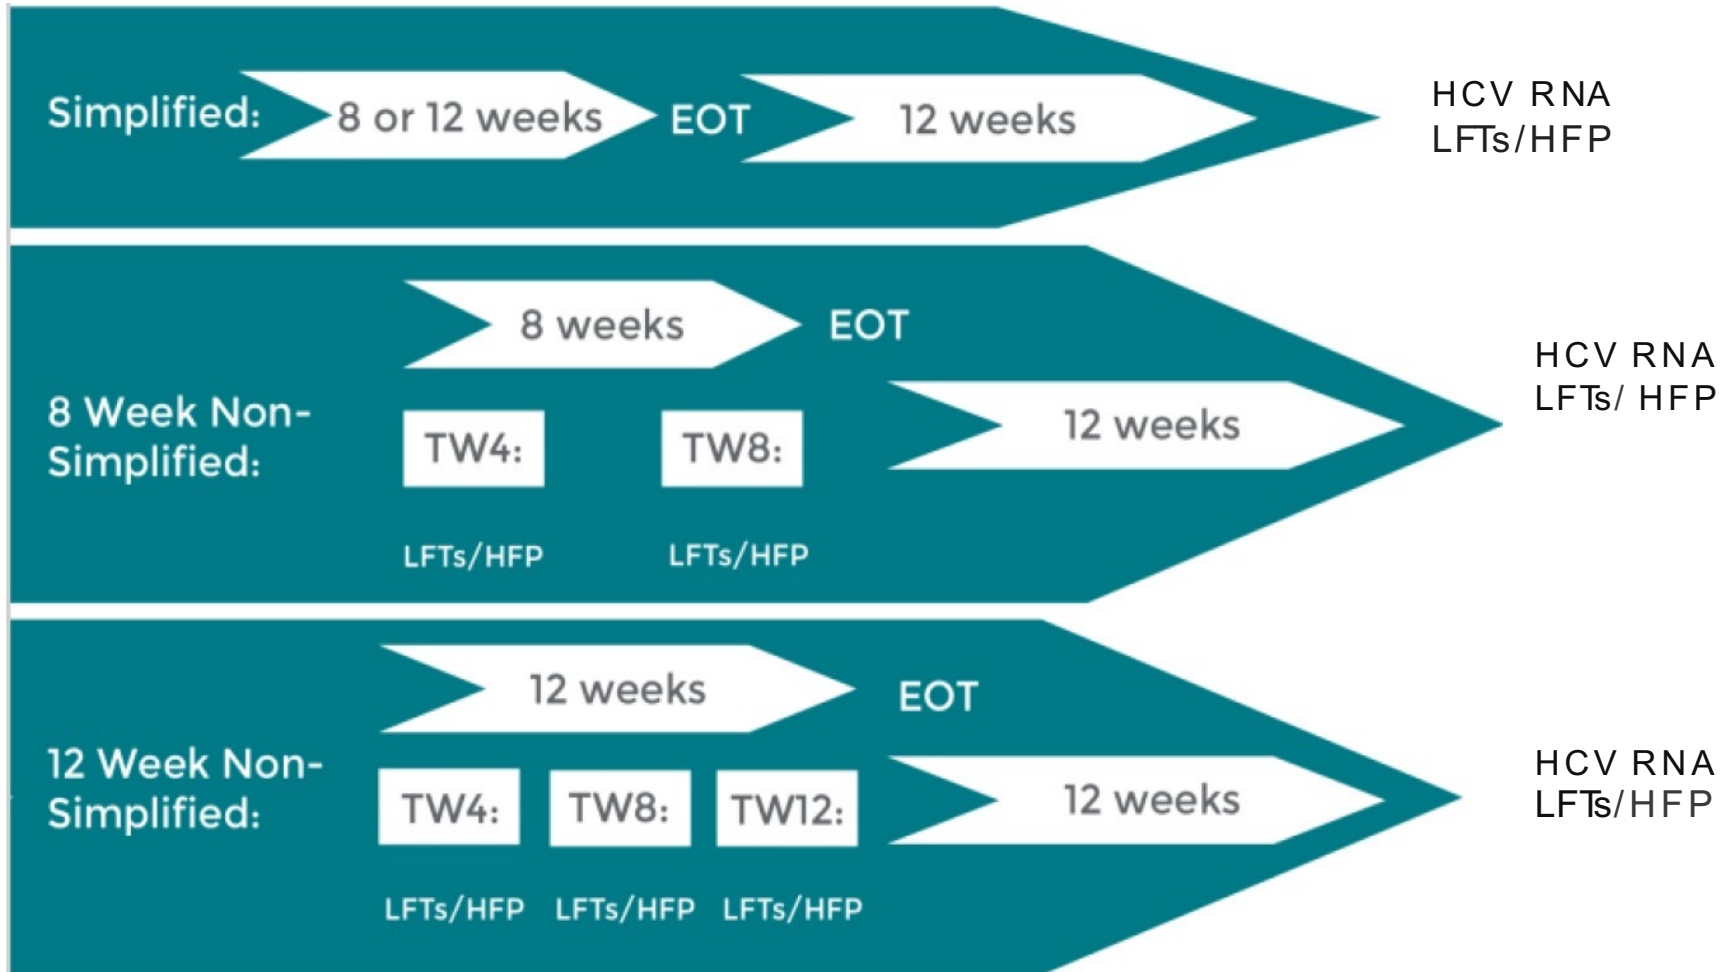 Simplified:
8 or 12 weeks
EOT
12 weeks
HCV RNA
LFTs/HFP
8 weeks
EOT
8 Week Non-
Simplified:
TW4:
TW8:
12 weeks
LFTs/HFP
LFTs/HFP
HCV RNA
LFTs/ HFP
12 weeks
EOT
12 Week Non-
Simplified:
TW4:
TW8:
TW12:
12 weeks
LFTs/HFP
LFTs/HFP
LFTs/HFP
HCV RNA
LFTs/HFP